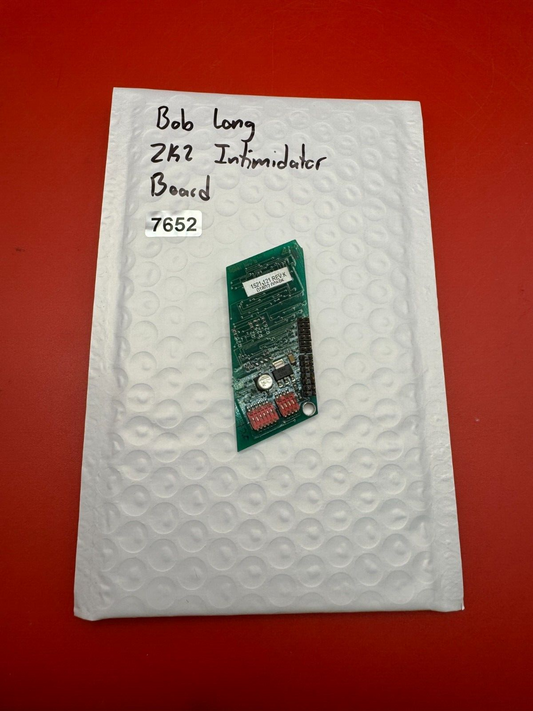 Bob Long
2K2 Intimidator
Board
7652